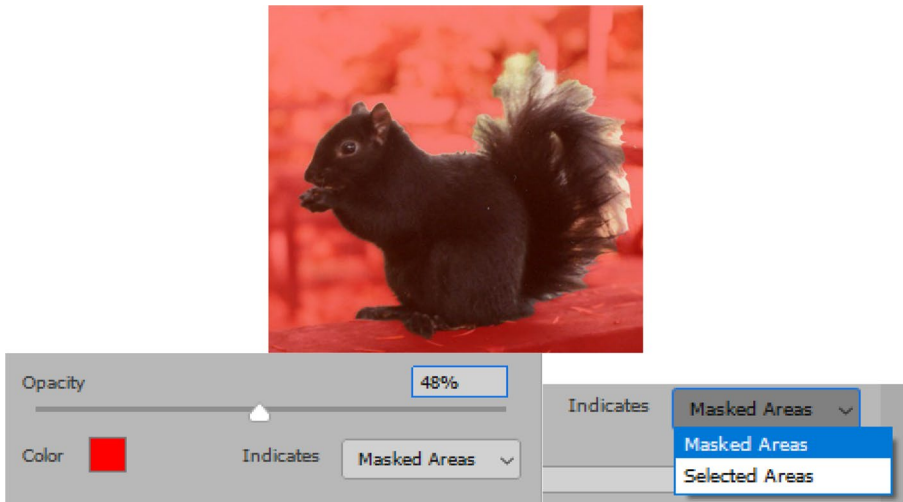 Opacity
48%
Color
Indicates
Masked Areas
Indicates
Masked Areas
Masked Areas
Selected Areas